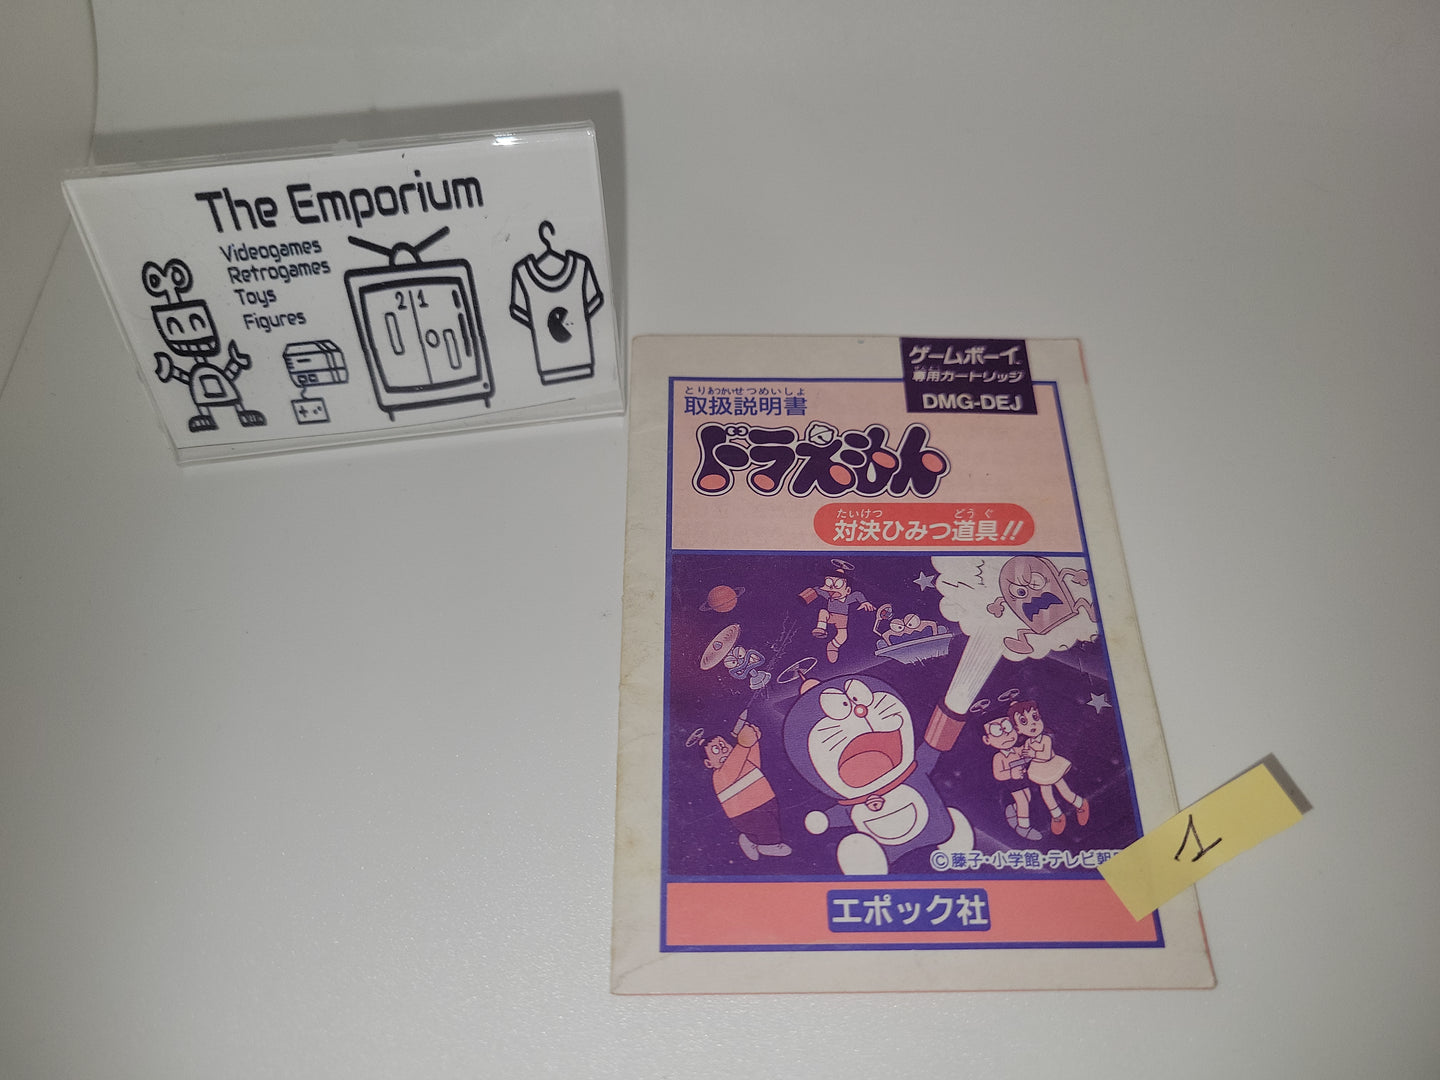 The Emporium
Videogames
Retrogames
Toys
Figures
2 1
ゲームボーイ
専用カートリッジ
DMG-DEJ
とりあつかいせつめいしょ
取扱説明書
ドラえもん
たいけつ どうぐ
対決ひみつ道具!!
©藤子・小学館・テレビ朝
エポック社
1